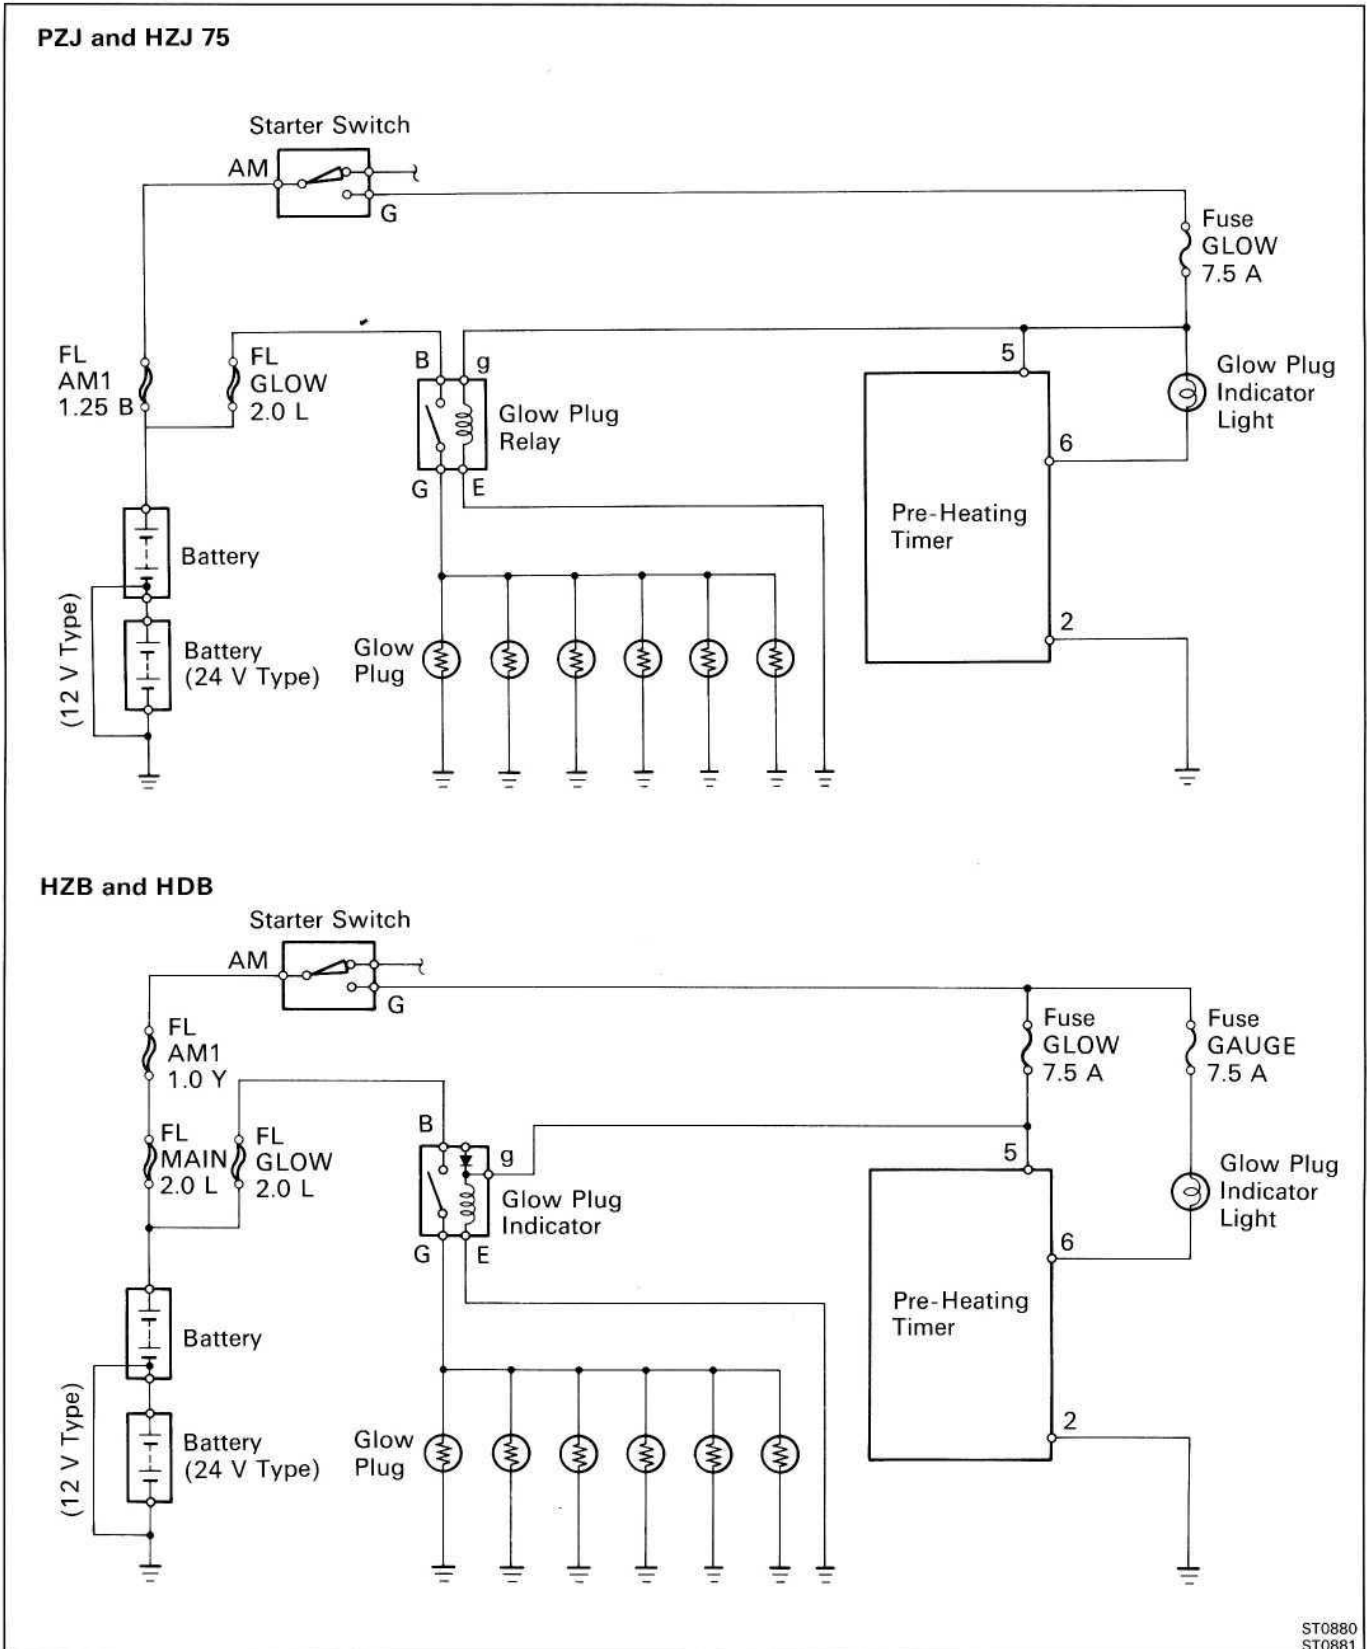 PZJ and HZJ 75
Starter Switch
AM
G
Fuse
GLOW
7.5 A
FL
AM1
1.25 B
FL
GLOW
2.0 L
B
g
Glow Plug
Relay
G
E
5
Glow Plug
Indicator
Light
6
Pre-Heating
Timer
2
Battery
(12 V Type)
Battery
(24 V Type)
Glow
Plug
HZB and HDB
Starter Switch
AM
G
FL
AM1
1.0 Y
Fuse
GLOW
7.5 A
Fuse
GAUGE
7.5 A
FL
MAIN
2.0 L
FL
GLOW
2.0 L
B
g
Glow Plug
Indicator
G
E
5
Glow Plug
Indicator
Light
6
Pre-Heating
Timer
2
Battery
(12 V Type)
Battery
(24 V Type)
Glow
Plug
ST0880
ST0881